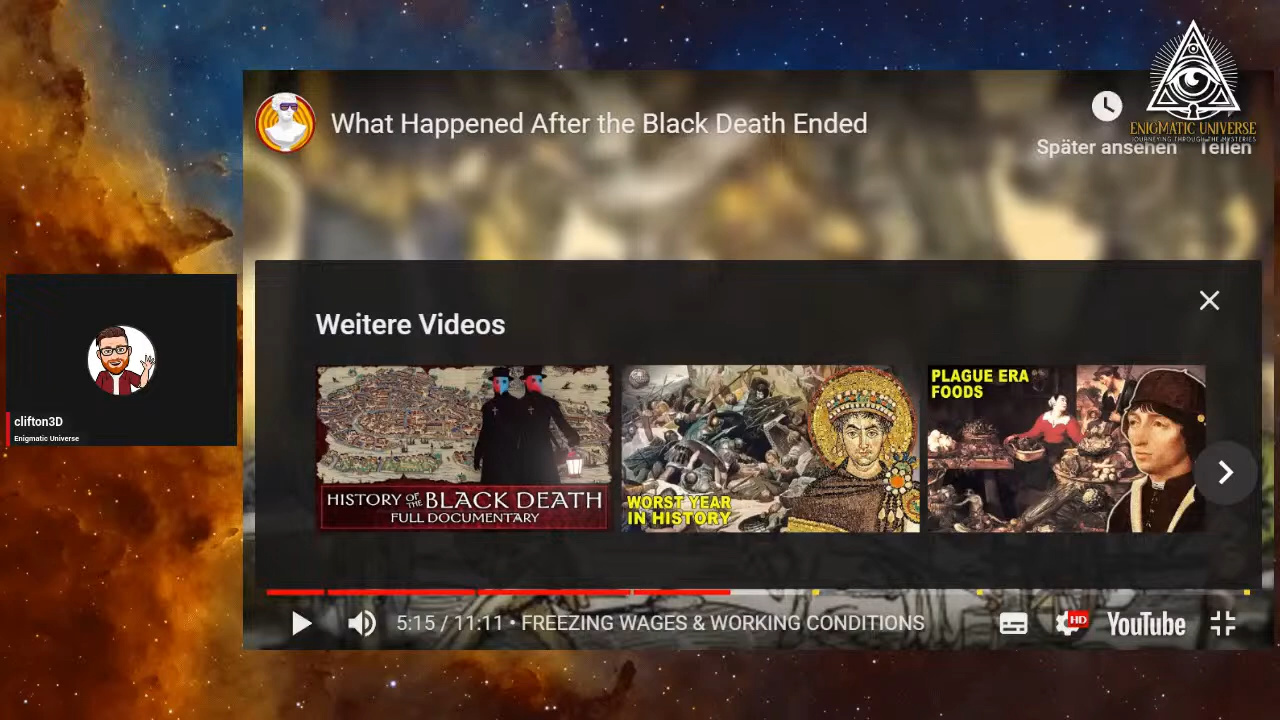 What Happened After the Black Death Ended
ENIGMATIC UNIVERSE
JOURNEYING THROUGH THE MYSTERIES
Später ansehen Teilen
Weitere Videos
HISTORY OF THE BLACK DEATH
FULL DOCUMENTARY
WORST YEAR
IN HISTORY
PLAGUE ERA
FOODS
clifton3D
Enigmatic Universe
5:15 / 11:11 • FREEZING WAGES & WORKING CONDITIONS
HD
YouTube